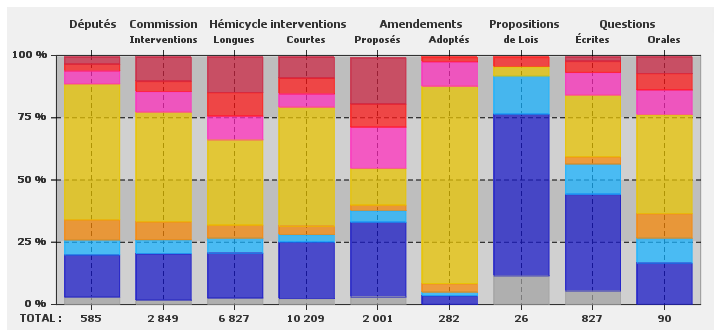 Députés Commission Hémicycle interventions Amendements Propositions Questions
Interventions Longues Courtes Proposés Adoptés de Lois Écrites Orales
100 %
75 %
50 %
25 %
0 %
TOTAL : 585 2 849 6 827 10 209 2 001 282 26 827 90